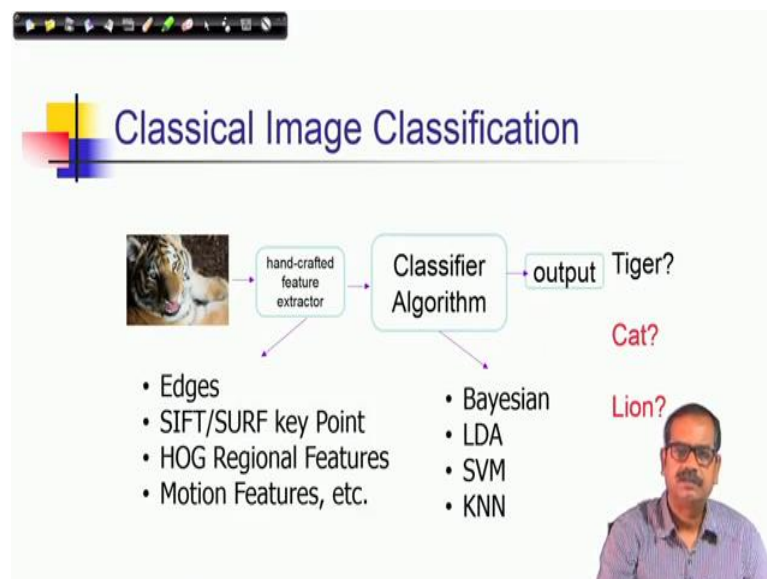 Classical Image Classification
hand-crafted
feature
extractor
Classifier
Algorithm
output
Tiger?
Cat?
Lion?
• Edges
• SIFT/SURF key Point
• HOG Regional Features
• Motion Features, etc.
• Bayesian
• LDA
• SVM
• KNN